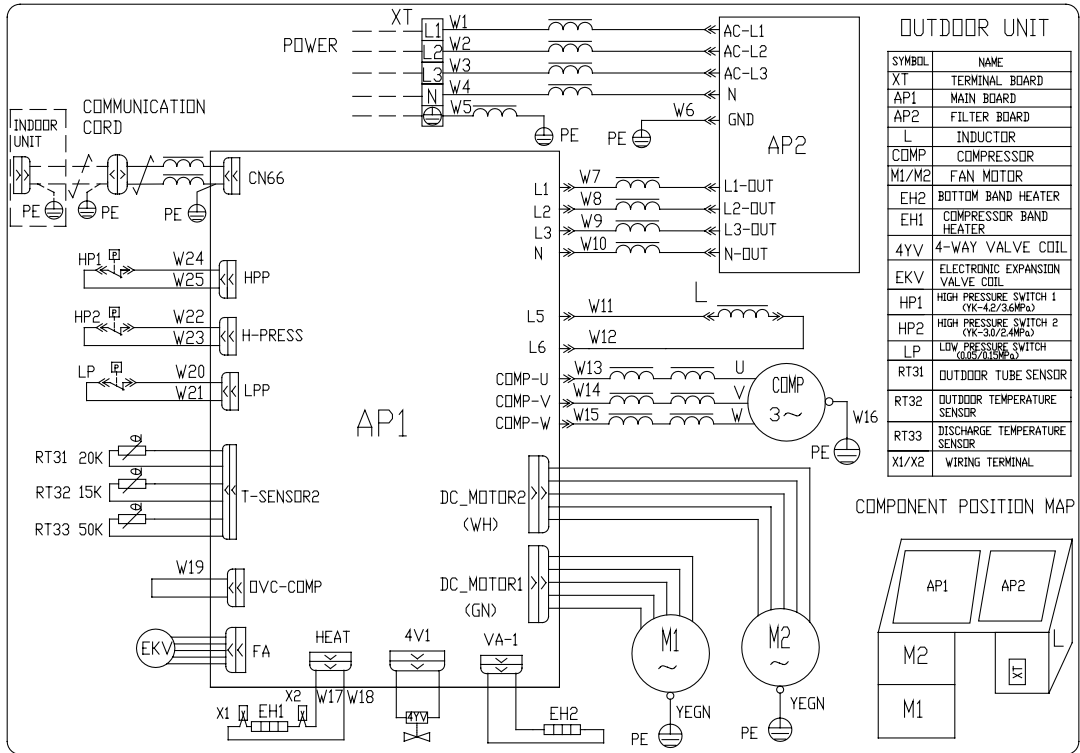 XT
POWER
L1 W1
L2 W2
L3 W3
N W4
W5
PE
AC-L1
AC-L2
AC-L3
N
W6 GND
PE
AP2
L1-OUT
L2-OUT
L3-OUT
N-OUT
COMMUNICATION
CORD
INDOOR
UNIT
PE
PE
PE
CN66
L1 W7
L2 W8
L3 W9
N W10
HP1 P W24
W25
HPP
HP2 P W22
W23
H-PRESS
LP P W20
W21
LPP
L
L5 W11
L6 W12
COMP-U W13 U
COMP-V W14 V
COMP-W W15 W
COMP
3~
W16
PE
AP1
RT31 20K
RT32 15K
RT33 50K
θ
θ
θ
T-SENSOR2
DC_MOTOR2
(WH)
DC_MOTOR1
(GN)
W19
OVC-COMP
EKV
FA
HEAT
4V1
VA-1
X1
X2
W17 W18
EH1
4YV
EH2
M1
~
M2
~
YEGN
PE
YEGN
PE
OUTDOOR UNIT
SYMBOL NAME
XT TERMINAL BOARD
AP1 MAIN BOARD
AP2 FILTER BOARD
L INDUCTOR
COMP COMPRESSOR
M1/M2 FAN MOTOR
EH2 BOTTOM BAND HEATER
EH1 COMPRESSOR BAND
HEATER
4YV 4-WAY VALVE COIL
EKV ELECTRONIC EXPANSION
VALVE COIL
HP1 HIGH PRESSURE SWITCH 1
(YK-4.2/3.6MPa)
HP2 HIGH PRESSURE SWITCH 2
(YK-3.0/2.4MPa)
LP LOW PRESSURE SWITCH
(0.05/0.15MPa)
RT31 OUTDOOR TUBE SENSOR
RT32 OUTDOOR TEMPERATURE
SENSOR
RT33 DISCHARGE TEMPERATURE
SENSOR
X1/X2 WIRING TERMINAL
COMPONENT POSITION MAP
AP1
AP2
M2
M1
XT
L